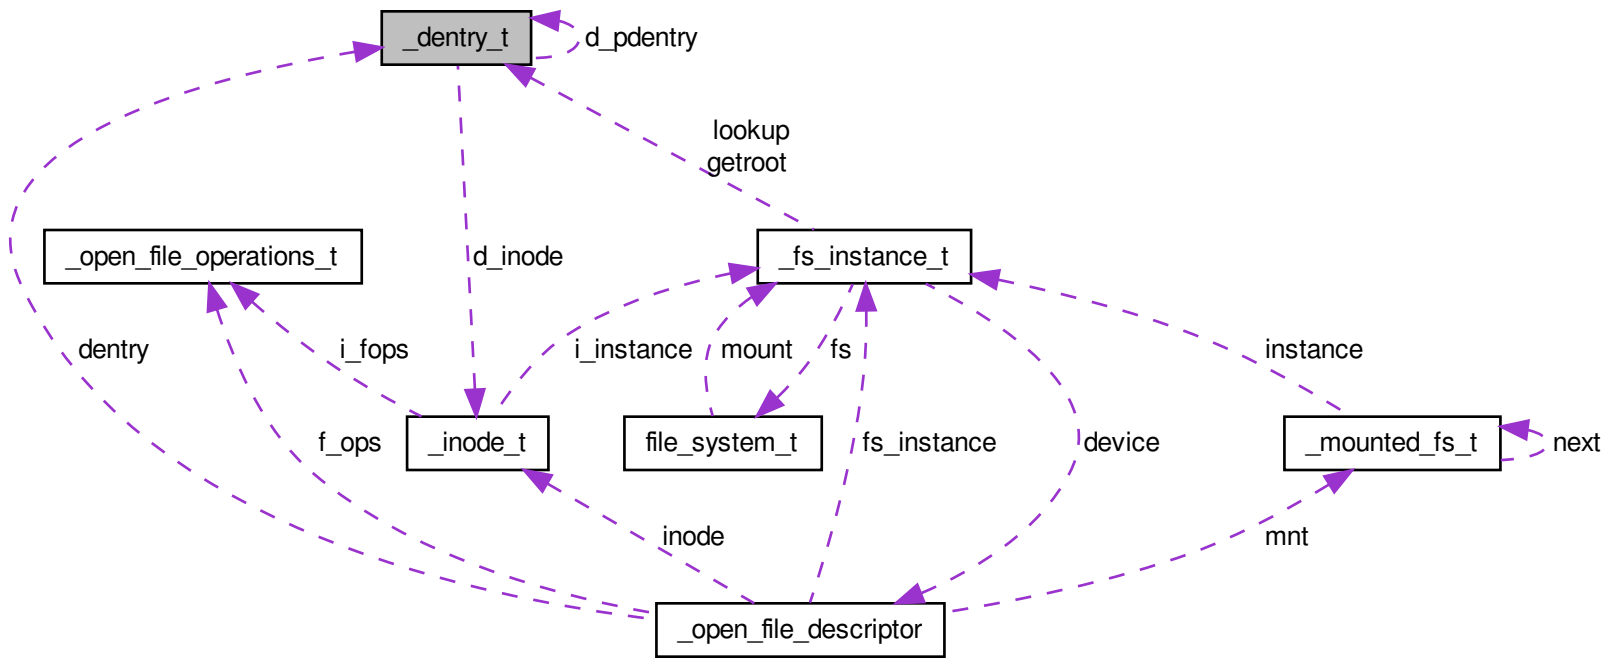 _dentry_t
d_pdentry
lookup
getroot
_open_file_operations_t
d_inode
_fs_instance_t
dentry
i_fops
i_instance
mount
fs
device
instance
f_ops
_inode_t
file_system_t
fs_instance
_mounted_fs_t
next
inode
mnt
_open_file_descriptor